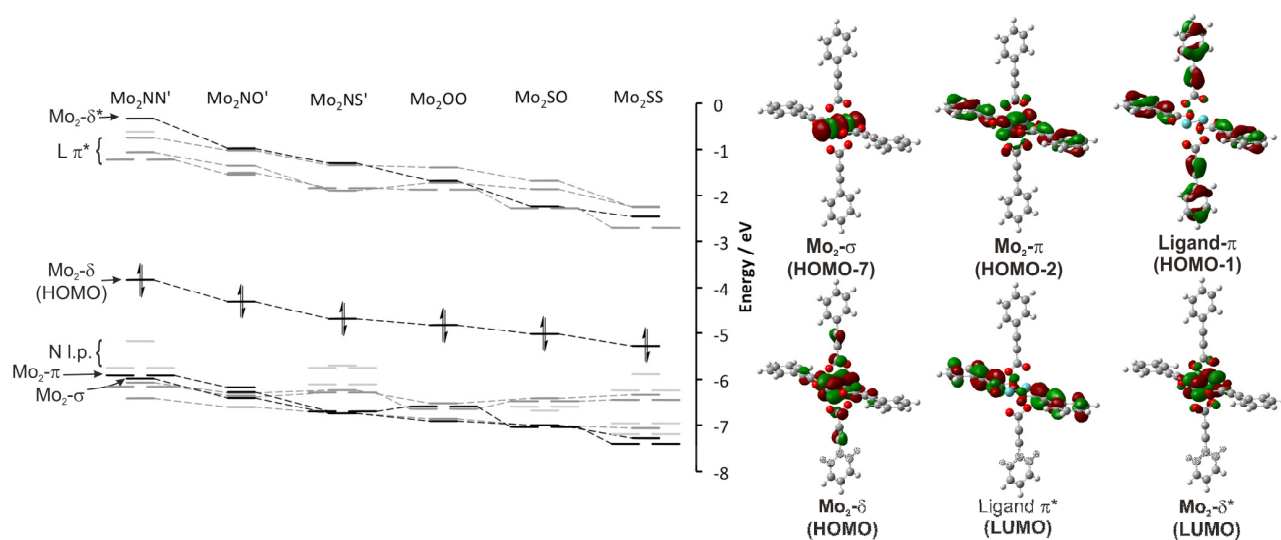 Mo₂NN' Mo₂NO' Mo₂NS' Mo₂OO Mo₂SO Mo₂SS
Mo₂-δ*
L π*
Mo₂-δ
(HOMO)
N l.p.
Mo₂-π
Mo₂-σ
0
-1
-2
-3
-4
-5
-6
-7
-8
Energy / eV
Mo₂-σ
(HOMO-7)
Mo₂-π
(HOMO-2)
Ligand-π
(HOMO-1)
Mo₂-δ
(HOMO)
Ligand π*
(LUMO)
Mo₂-δ*
(LUMO)